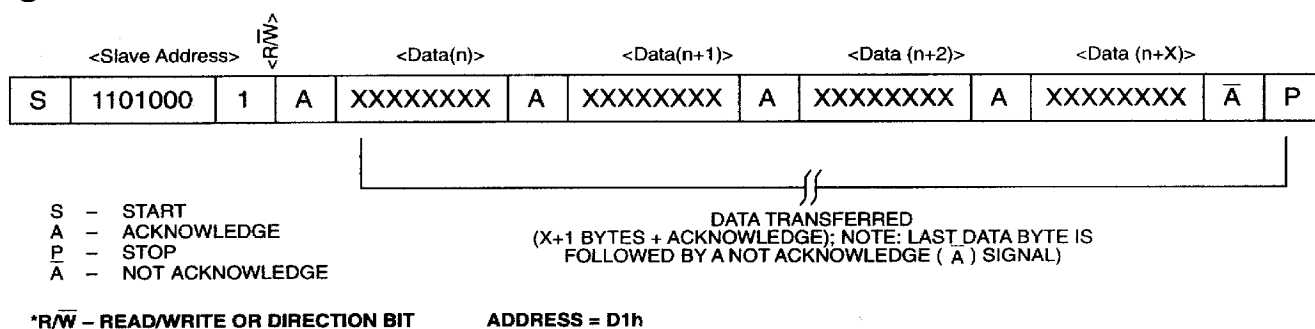 <R/W̅>
<Slave Address> <Data(n)> <Data(n+1)> <Data (n+2)> <Data (n+X)>
S 1101000 1 A XXXXXXXX A XXXXXXXX A XXXXXXXX A XXXXXXXX A̅ P
S – START
A – ACKNOWLEDGE
P – STOP
A̅ – NOT ACKNOWLEDGE
DATA TRANSFERRED
(X+1 BYTES + ACKNOWLEDGE); NOTE: LAST DATA BYTE IS
FOLLOWED BY A NOT ACKNOWLEDGE ( A̅ ) SIGNAL)
*R/W̅ – READ/WRITE OR DIRECTION BIT ADDRESS = D1h